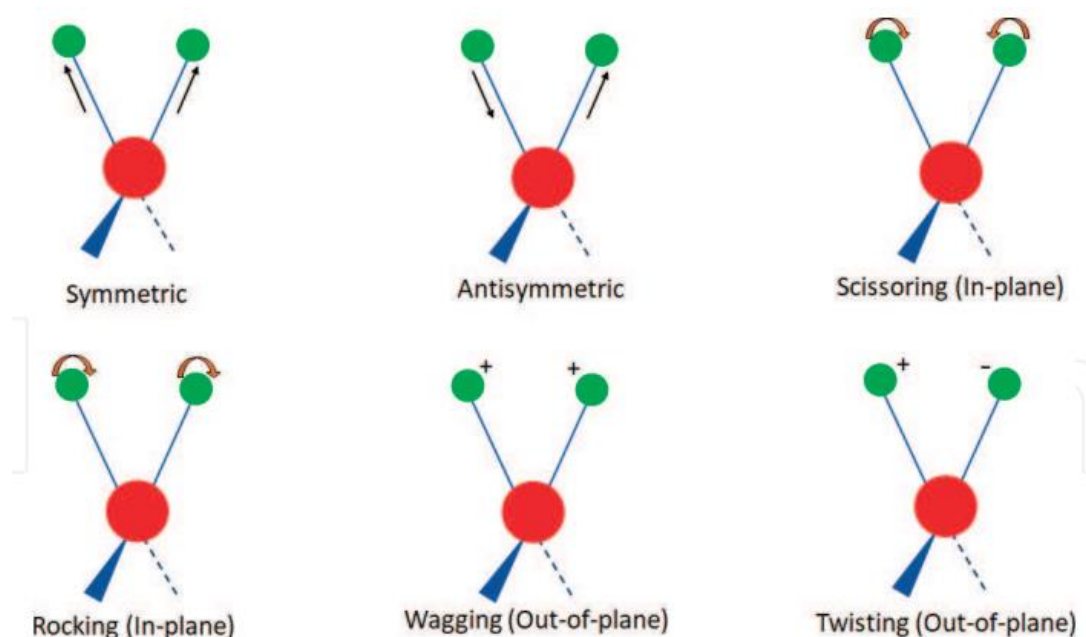 Symmetric
Antisymmetric
Scissoring (In-plane)
+ +
+ -
Rocking (In-plane)
Wagging (Out-of-plane)
Twisting (Out-of-plane)